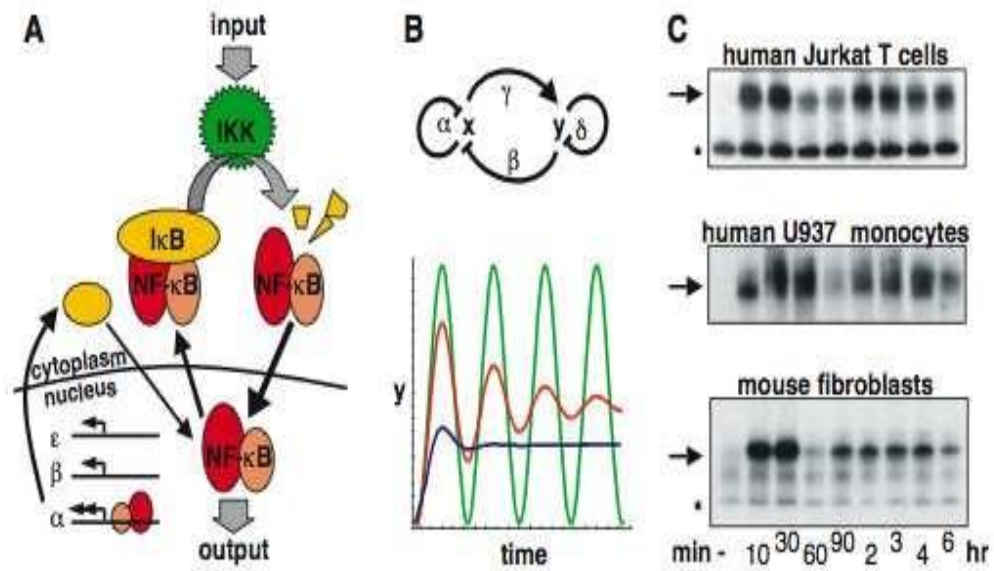 A
input
IKK
IκB
NF-κB
NF-κB
cytoplasm
nucleus
ε
β
α
NF-κB
output
B
α x
γ
y δ
β
y
time
C
human Jurkat T cells
*
human U937 monocytes
mouse fibroblasts
*
min - 10 30 60 90 2 3 4 6 hr